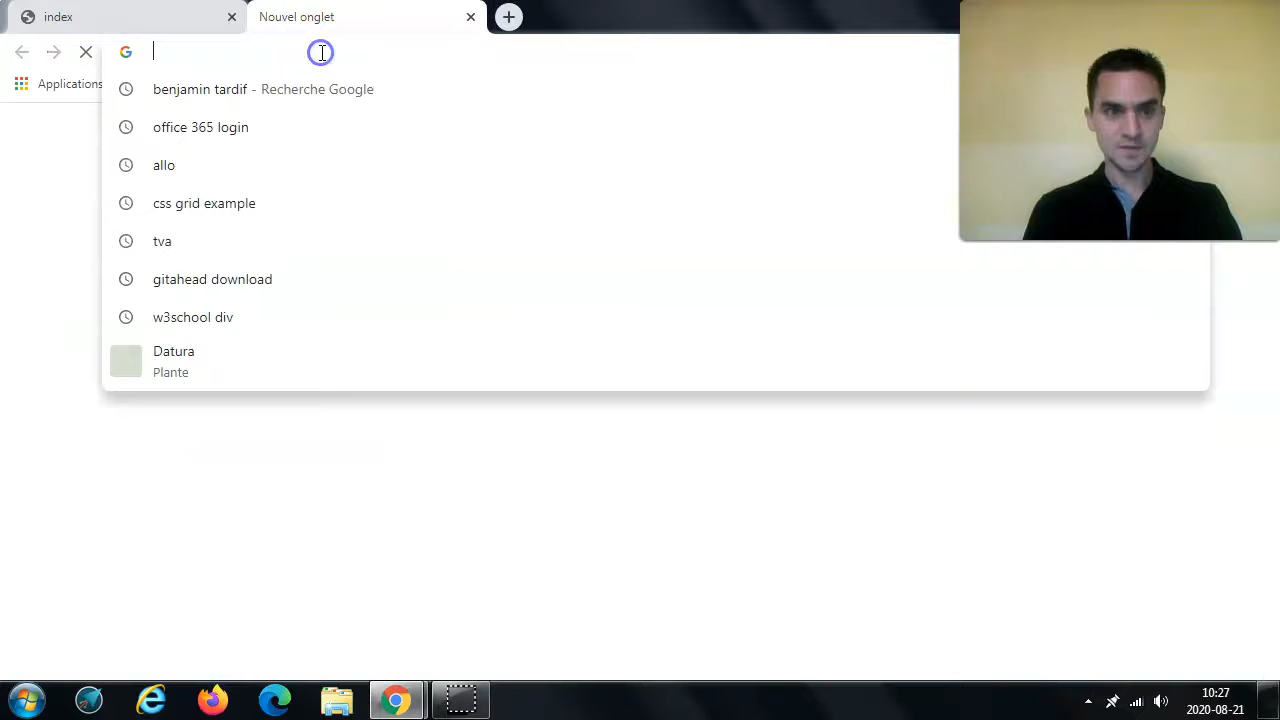 index
Nouvel onglet
Applications
benjamin tardif - Recherche Google
office 365 login
allo
css grid example
tva
gitahead download
w3school div
Datura
Plante
10:27
2020-08-21